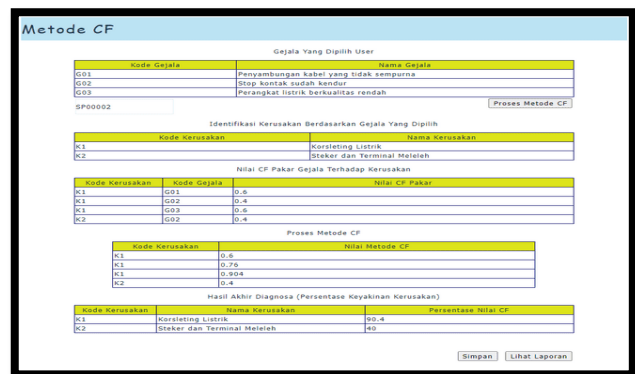 Metode CF
Gejala Yang Dipilih User
Kode Gejala Nama Gejala
G01 Penyambungan kabel yang tidak sempurna
G02 Stop kontak sudah kendur
G03 Perangkat listrik berkualitas rendah
SP00002 Proses Metode CF
Identifikasi Kerusakan Berdasarkan Gejala Yang Dipilih
Kode Kerusakan Nama Kerusakan
K1 Korsleting Listrik
K2 Steker dan Terminal Meleleh
Nilai CF Pakar Gejala Terhadap Kerusakan
Kode Kerusakan Kode Gejala Nilai CF Pakar
K1 G01 0.6
K1 G02 0.4
K1 G03 0.6
K2 G02 0.4
Proses Metode CF
Kode Kerusakan Nilai Metode CF
K1 0.6
K1 0.76
K1 0.904
K2 0.4
Hasil Akhir Diagnosa (Persentase Keyakinan Kerusakan)
Kode Kerusakan Nama Kerusakan Persentase Nilai CF
K1 Korsleting Listrik 90.4
K2 Steker dan Terminal Meleleh 40
Simpan Lihat Laporan